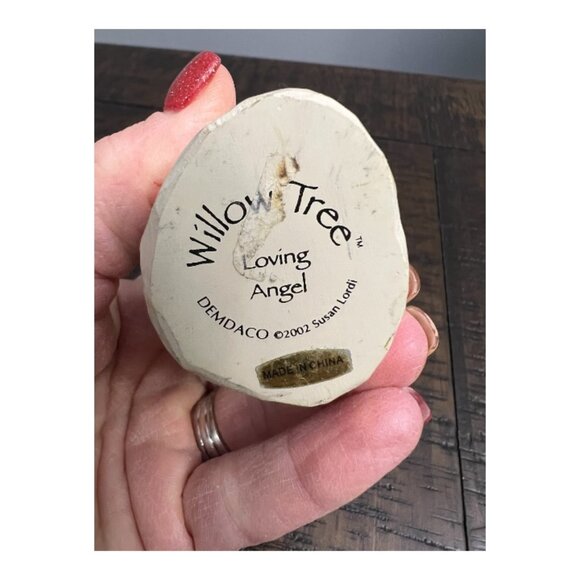 Willow Tree™
Loving
Angel
DEMDACO ©2002 Susan Lordi
MADE IN CHINA